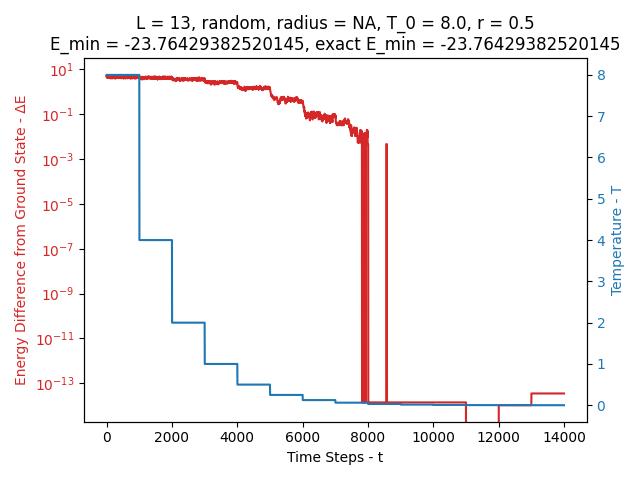 L = 13, random, radius = NA, T_0 = 8.0, r = 0.5
E_min = -23.76429382520145, exact E_min = -23.76429382520145
Energy Difference from Ground State - ΔE
10^1
10^-1
10^-3
10^-5
10^-7
10^-9
10^-11
10^-13
8
7
6
5
4
3
2
1
0
Temperature - T
0 2000 4000 6000 8000 10000 12000 14000
Time Steps - t